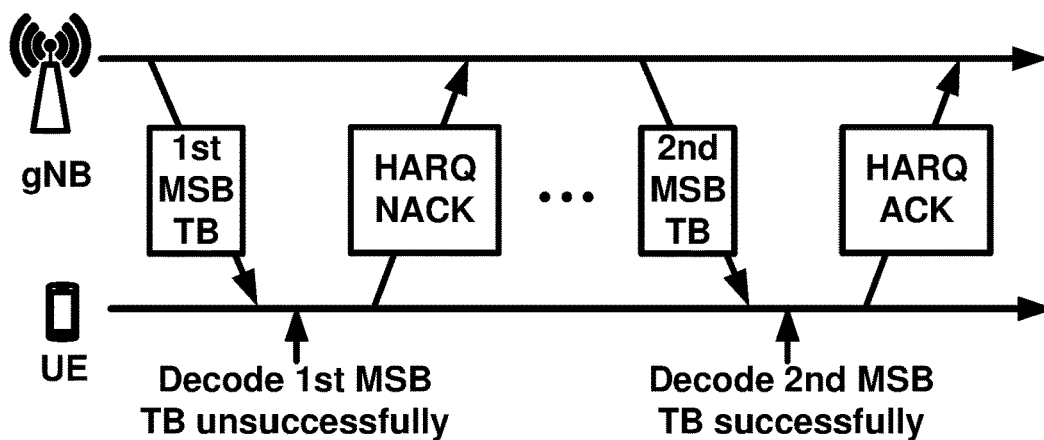 gNB
1st
MSB
TB
HARQ
NACK
...
2nd
MSB
TB
HARQ
ACK
UE
Decode 1st MSB
TB unsuccessfully
Decode 2nd MSB
TB successfully